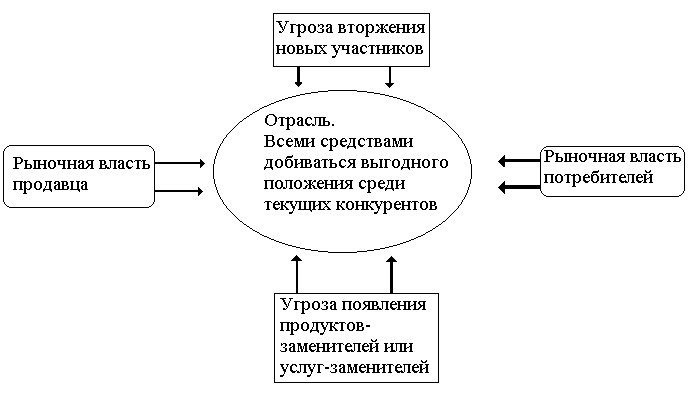 Угроза вторжения
новых участников
Отрасль.
Всеми средствами
добиваться выгодного
положения среди
текущих конкурентов
Рыночная власть
продавца
Рыночная власть
потребителей
Угроза появления
продуктов-
заменителей или
услуг-заменителей